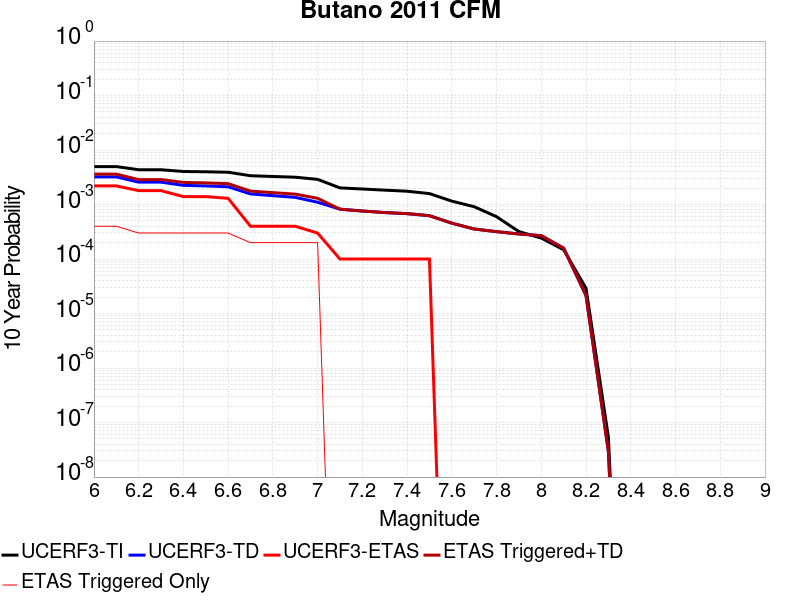 Butano 2011 CFM
10 Year Probability
10^0
10^-1
10^-2
10^-3
10^-4
10^-5
10^-6
10^-7
10^-8
6 6.2 6.4 6.6 6.8 7 7.2 7.4 7.6 7.8 8 8.2 8.4 8.6 8.8 9
Magnitude
UCERF3-TI UCERF3-TD UCERF3-ETAS ETAS Triggered+TD
ETAS Triggered Only